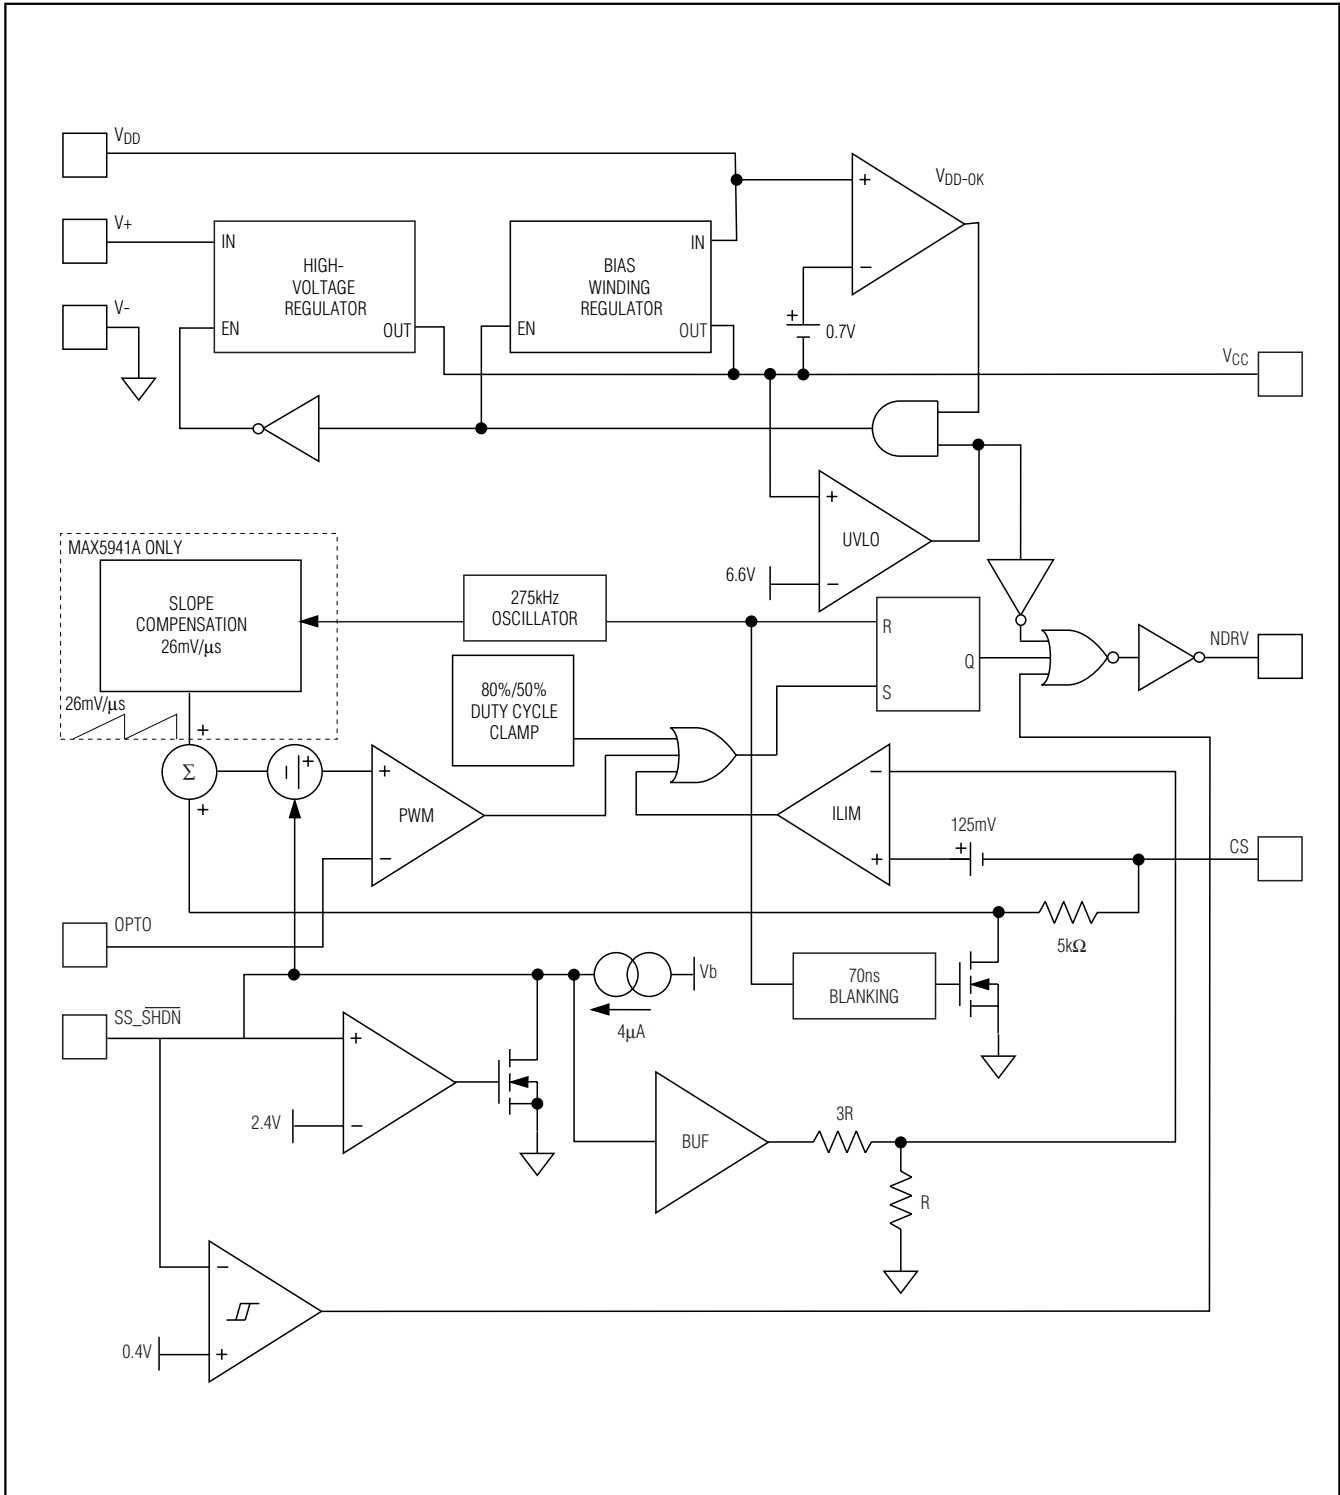 VDD
VDD-OK
+
V+
IN
HIGH-
VOLTAGE
REGULATOR
EN
OUT
BIAS
WINDING
REGULATOR
IN
EN
OUT
−
+
0.7V
V-
VCC
+
UVLO
−
6.6V
MAX5941A ONLY
SLOPE
COMPENSATION
26mV/μs
26mV/μs
275kHz
OSCILLATOR
R
Q
S
NDRV
80%/50%
DUTY CYCLE
CLAMP
+
Σ
+
+
+
PWM
−
−
ILIM
+
125mV
+
CS
OPTO
5kΩ
Vb
4μA
70ns
BLANKING
SS_S̅H̅D̅N̅
+
2.4V
−
BUF
3R
R
−
0.4V
+